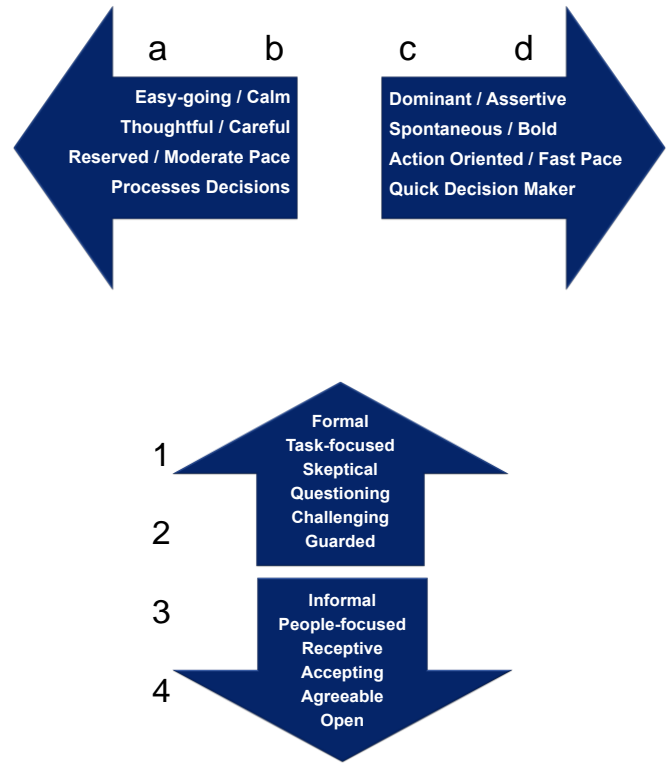 a b c d
Easy-going / Calm
Thoughtful / Careful
Reserved / Moderate Pace
Processes Decisions
Dominant / Assertive
Spontaneous / Bold
Action Oriented / Fast Pace
Quick Decision Maker
1
2
Formal
Task-focused
Skeptical
Questioning
Challenging
Guarded
3
4
Informal
People-focused
Receptive
Accepting
Agreeable
Open